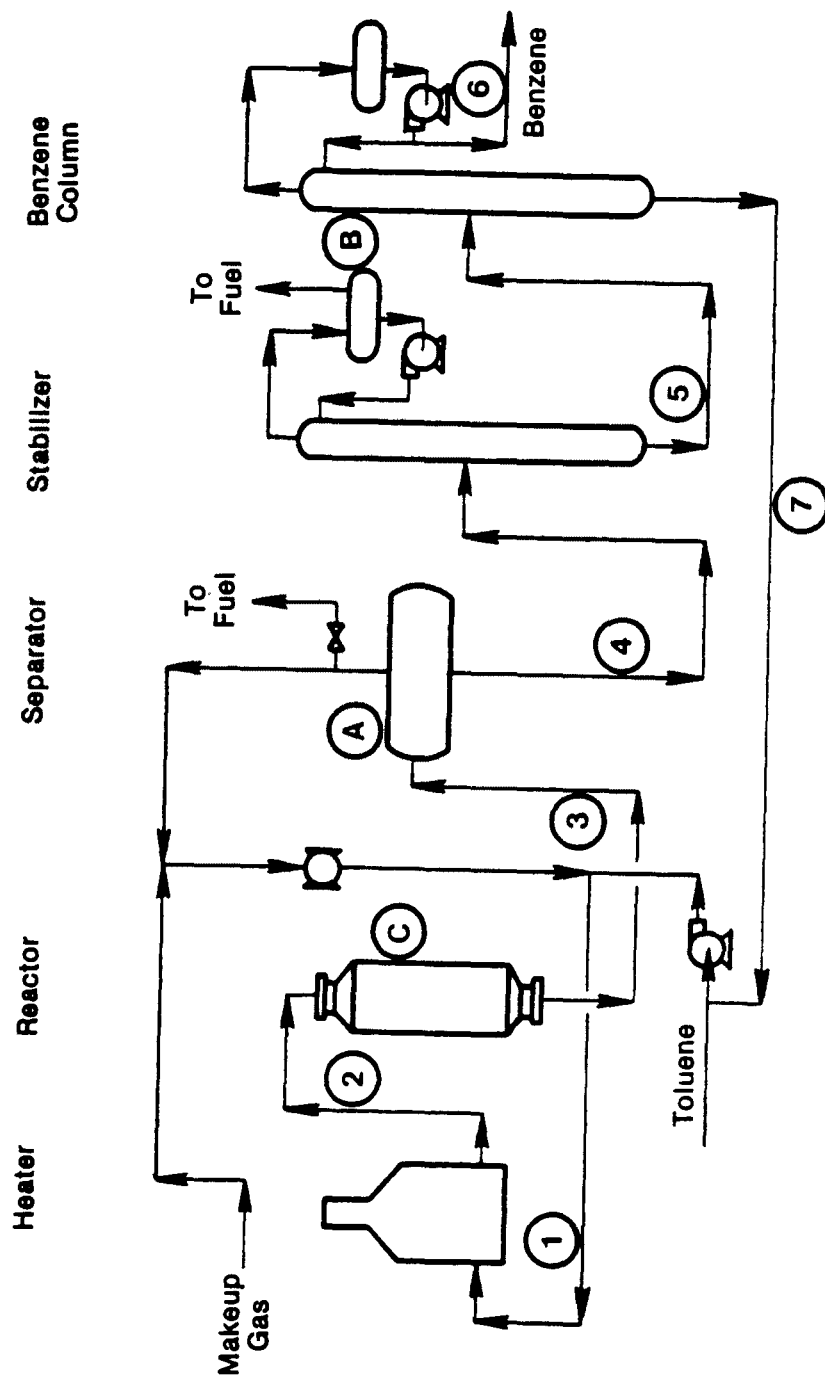 Heater
Reactor
Separator
Stabilizer
Benzene
Column
Makeup
Gas
To
Fuel
To
Fuel
A
B
C
1
2
3
4
5
6
7
Toluene
Benzene